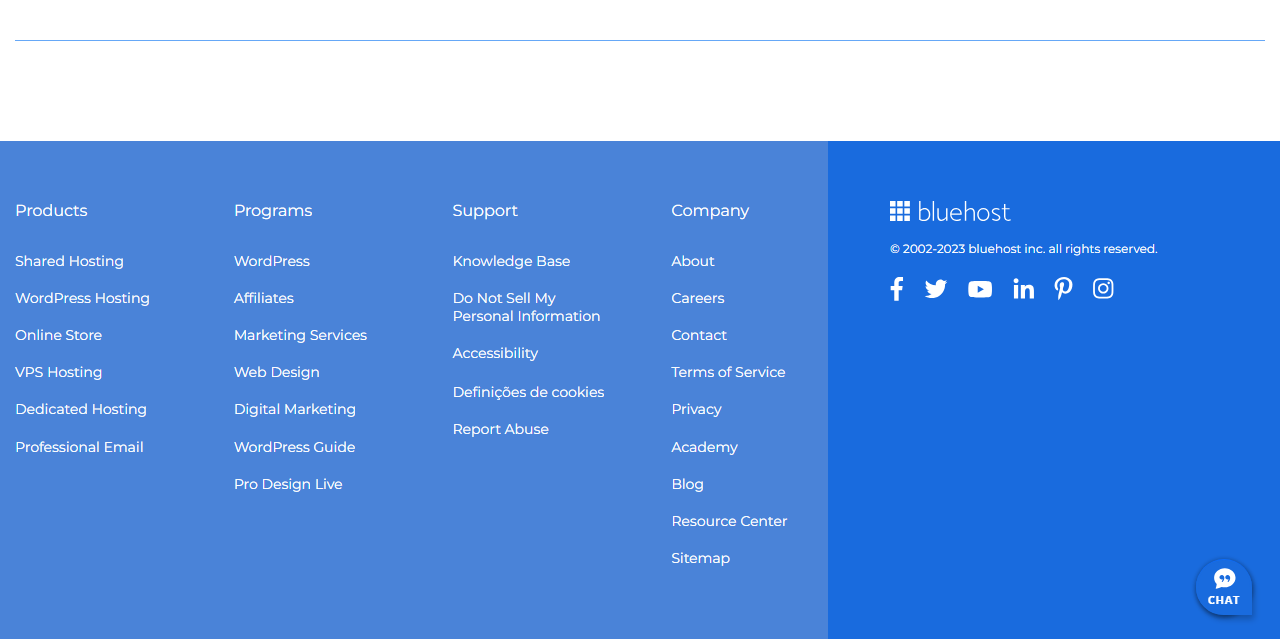 Products
Shared Hosting
WordPress Hosting
Online Store
VPS Hosting
Dedicated Hosting
Professional Email
Programs
WordPress
Affiliates
Marketing Services
Web Design
Digital Marketing
WordPress Guide
Pro Design Live
Support
Knowledge Base
Do Not Sell My
Personal Information
Accessibility
Definições de cookies
Report Abuse
Company
About
Careers
Contact
Terms of Service
Privacy
Academy
Blog
Resource Center
Sitemap
bluehost
© 2002-2023 bluehost inc. all rights reserved.
CHAT